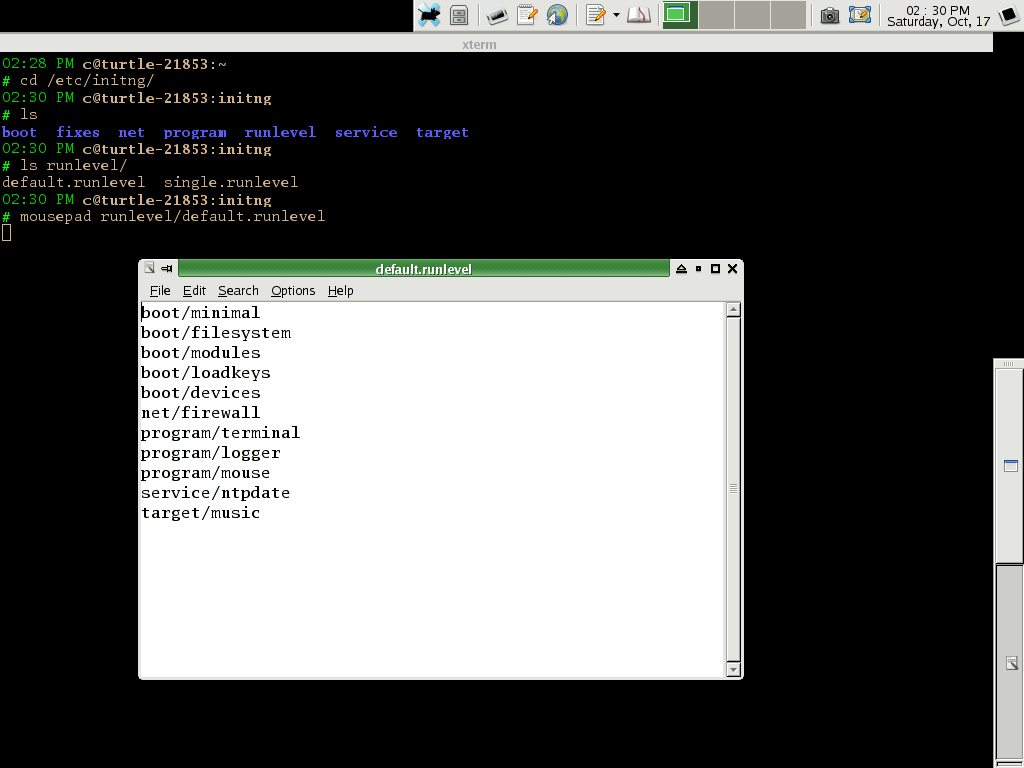 02 : 30 PM
Saturday, Oct, 17
xterm
02:28 PM c@turtle-21853:~
# cd /etc/initng/
02:30 PM c@turtle-21853:initng
# ls
boot  fixes  net  program  runlevel  service  target
02:30 PM c@turtle-21853:initng
# ls runlevel/
default.runlevel  single.runlevel
02:30 PM c@turtle-21853:initng
# mousepad runlevel/default.runlevel
default.runlevel
File Edit Search Options Help
boot/minimal
boot/filesystem
boot/modules
boot/loadkeys
boot/devices
net/firewall
program/terminal
program/logger
program/mouse
service/ntpdate
target/music